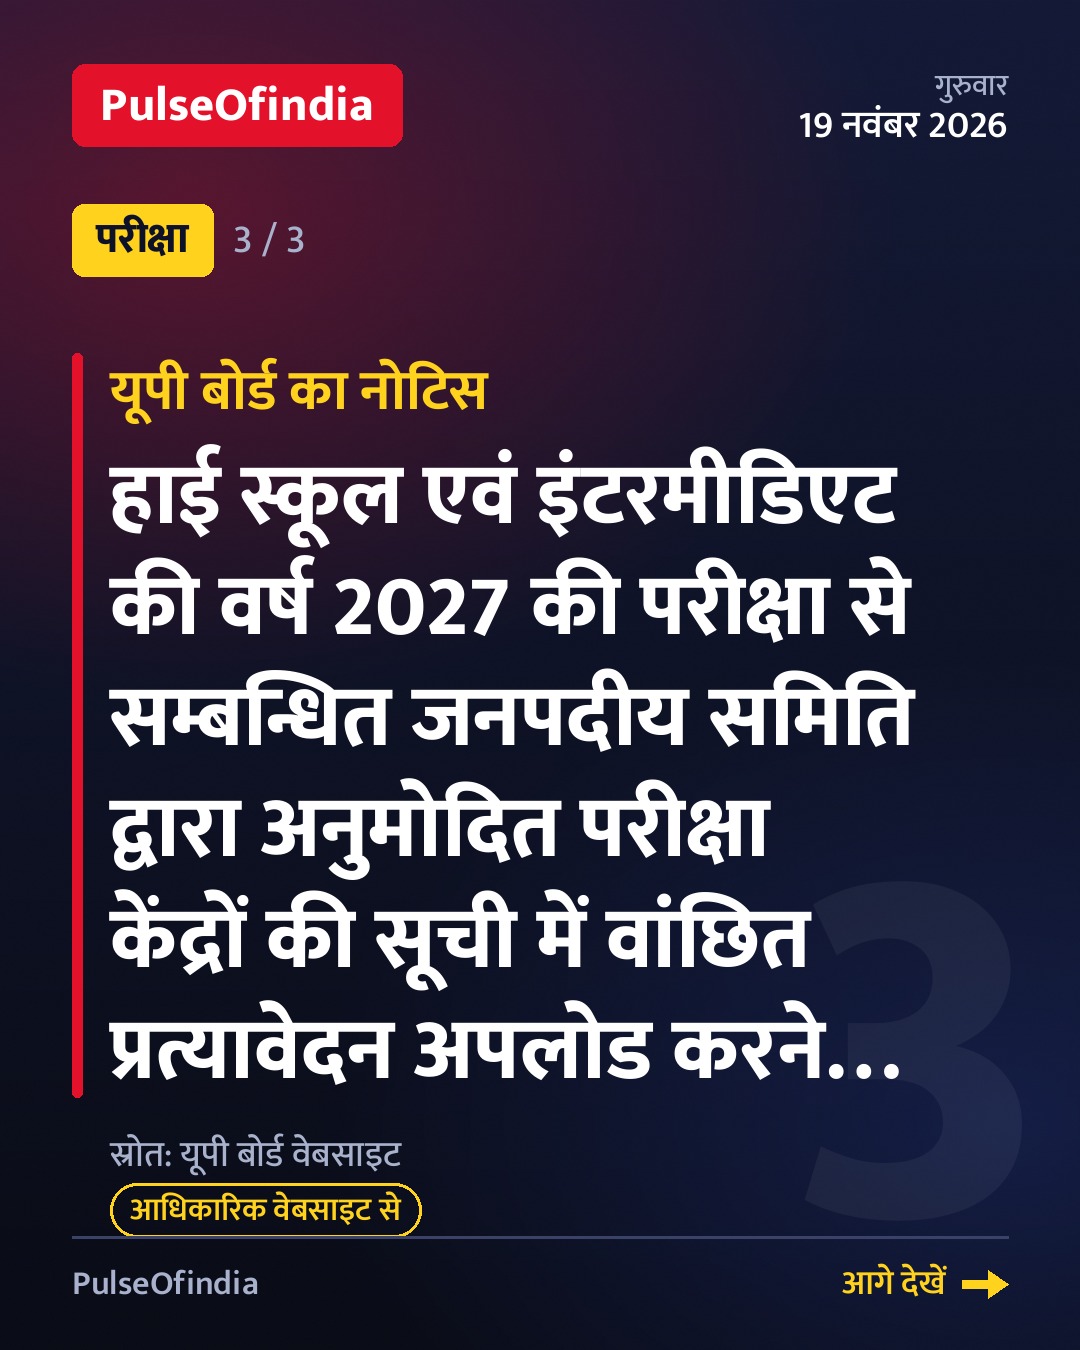 PulseOfindia
गुरुवार
19 नवंबर 2026
परीक्षा
3 / 3
यूपी बोर्ड का नोटिस
हाई स्कूल एवं इंटरमीडिएट
की वर्ष 2027 की परीक्षा से
सम्बन्धित जनपदीय समिति
द्वारा अनुमोदित परीक्षा
केंद्रों की सूची में वांछित
प्रत्यावेदन अपलोड करने...
3
स्रोत: यूपी बोर्ड वेबसाइट
आधिकारिक वेबसाइट से
PulseOfindia
आगे देखें